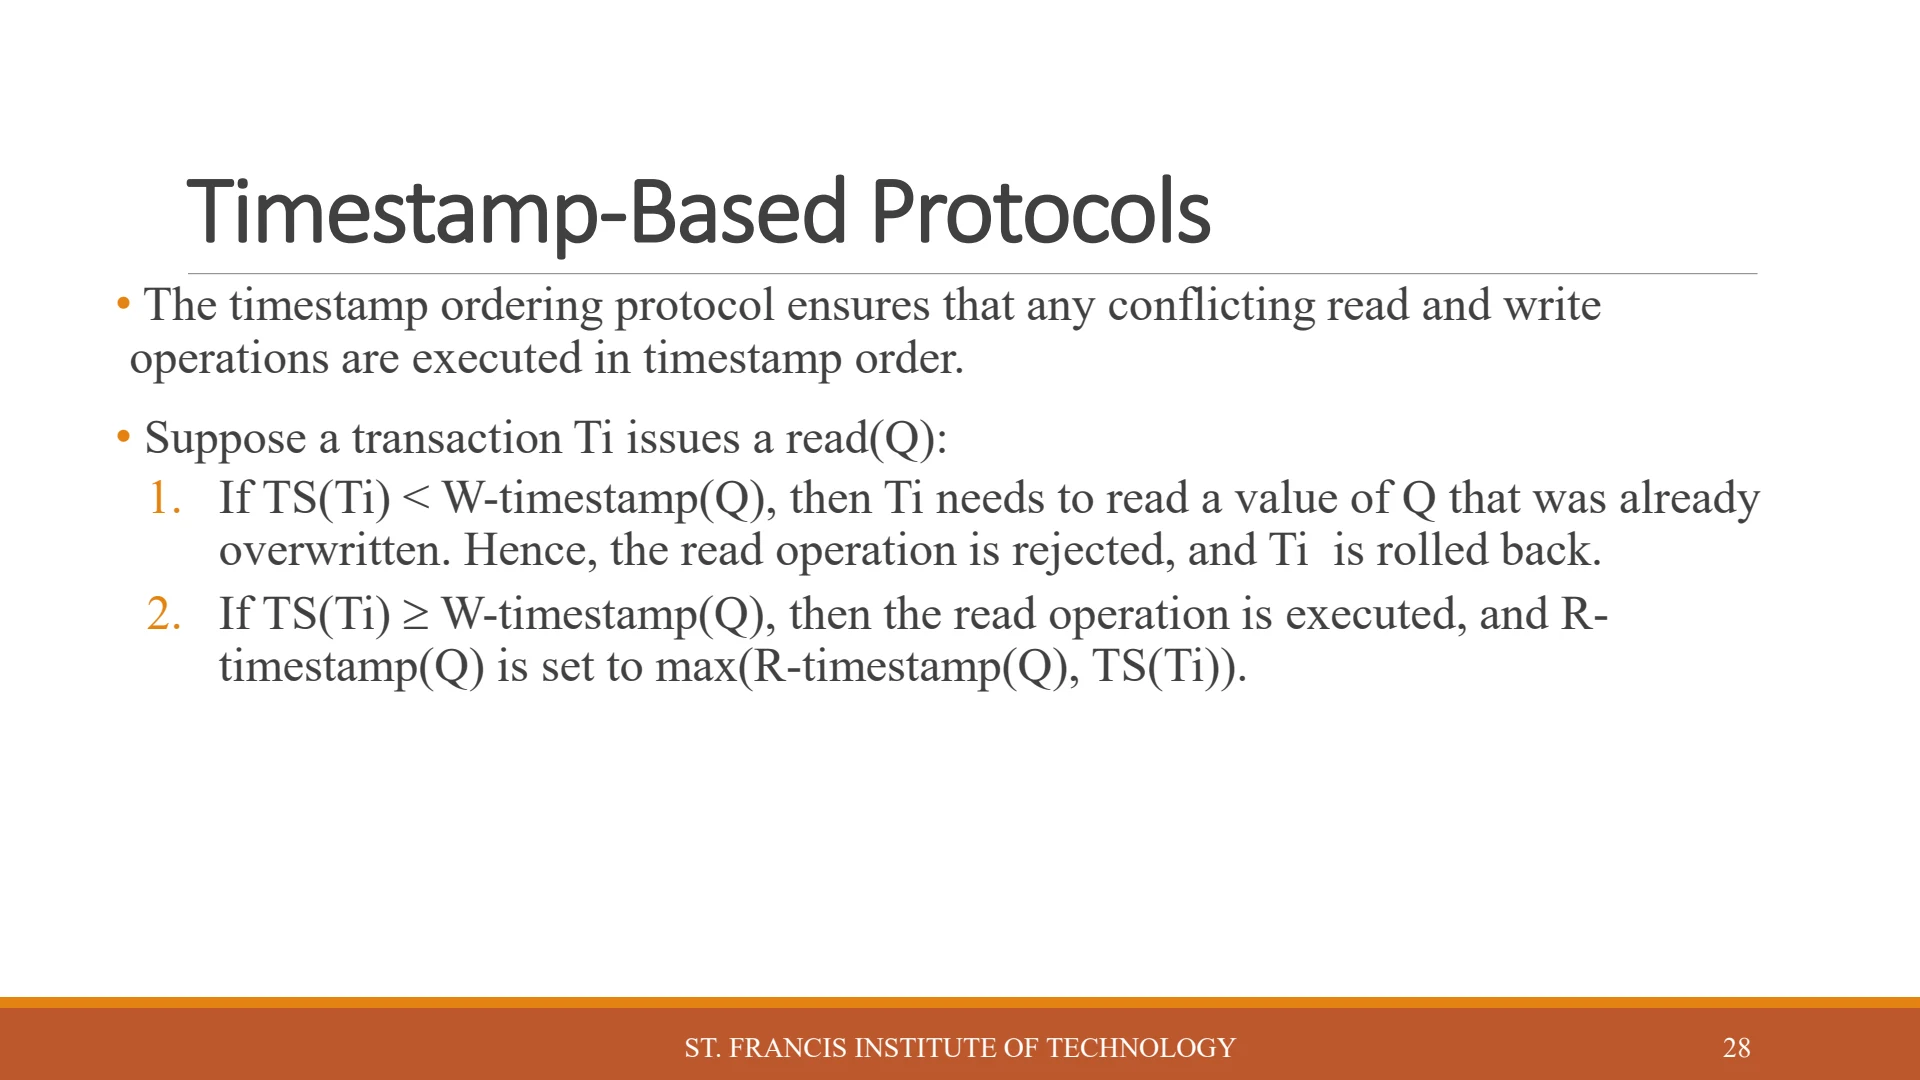 Timestamp-Based Protocols
• The timestamp ordering protocol ensures that any conflicting read and write
operations are executed in timestamp order.
• Suppose a transaction Ti issues a read(Q):
1. If TS(Ti) < W-timestamp(Q), then Ti needs to read a value of Q that was already
overwritten. Hence, the read operation is rejected, and Ti  is rolled back.
2. If TS(Ti) ≥ W-timestamp(Q), then the read operation is executed, and R-
timestamp(Q) is set to max(R-timestamp(Q), TS(Ti)).
ST. FRANCIS INSTITUTE OF TECHNOLOGY
28